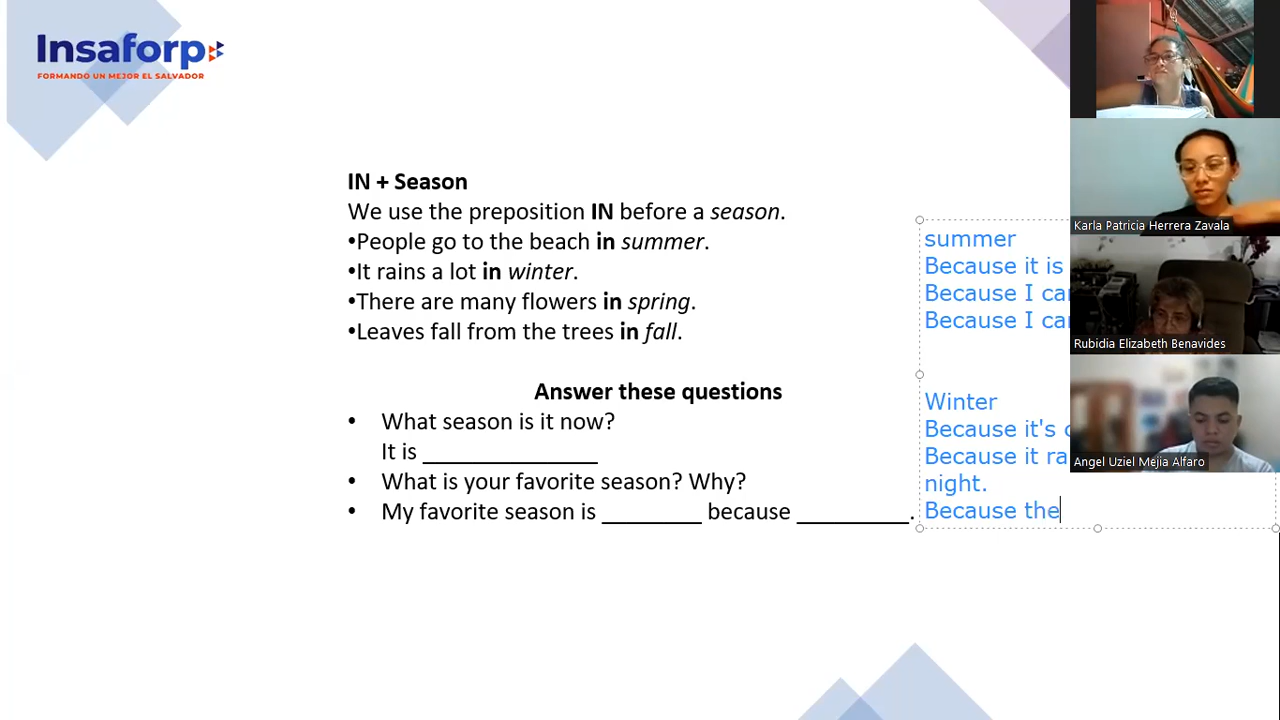 Insaforp
FORMANDO UN MEJOR EL SALVADOR
IN + Season
We use the preposition IN before a season.
•People go to the beach in summer.
•It rains a lot in winter.
•There are many flowers in spring.
•Leaves fall from the trees in fall.
Answer these questions
• What season is it now?
It is _______________
• What is your favorite season? Why?
• My favorite season is _________ because __________.
summer
Because it is
Because I
Because I
Winter
Because it's
Because it
night.
Because the
Karla Patricia Herrera Zavala
Rubidia Elizabeth Benavides
Angel Uziel Mejia Alfaro